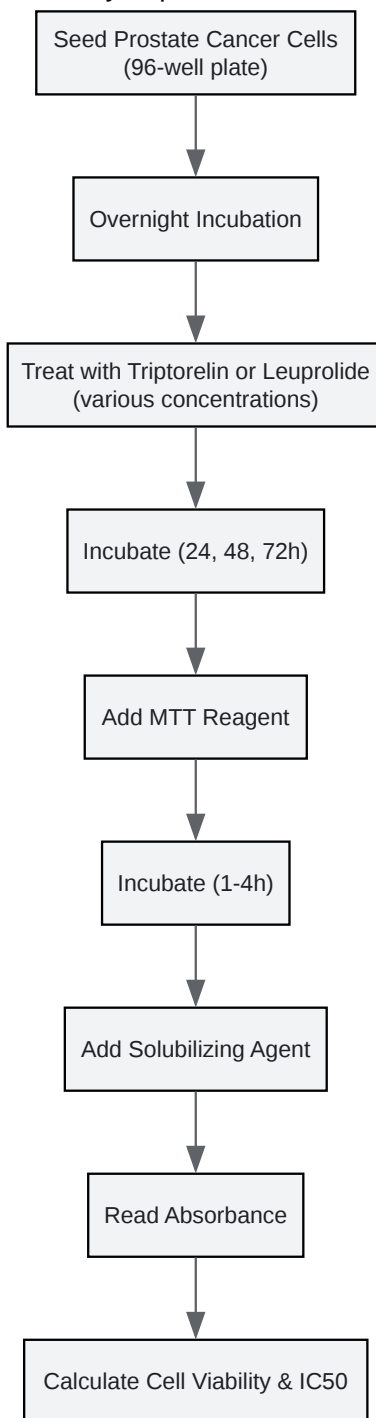 Seed Prostate Cancer Cells
(96-well plate)
Overnight Incubation
Treat with Triptorelin or Leuprolide
(various concentrations)
Incubate (24, 48, 72h)
Add MTT Reagent
Incubate (1-4h)
Add Solubilizing Agent
Read Absorbance
Calculate Cell Viability & IC50